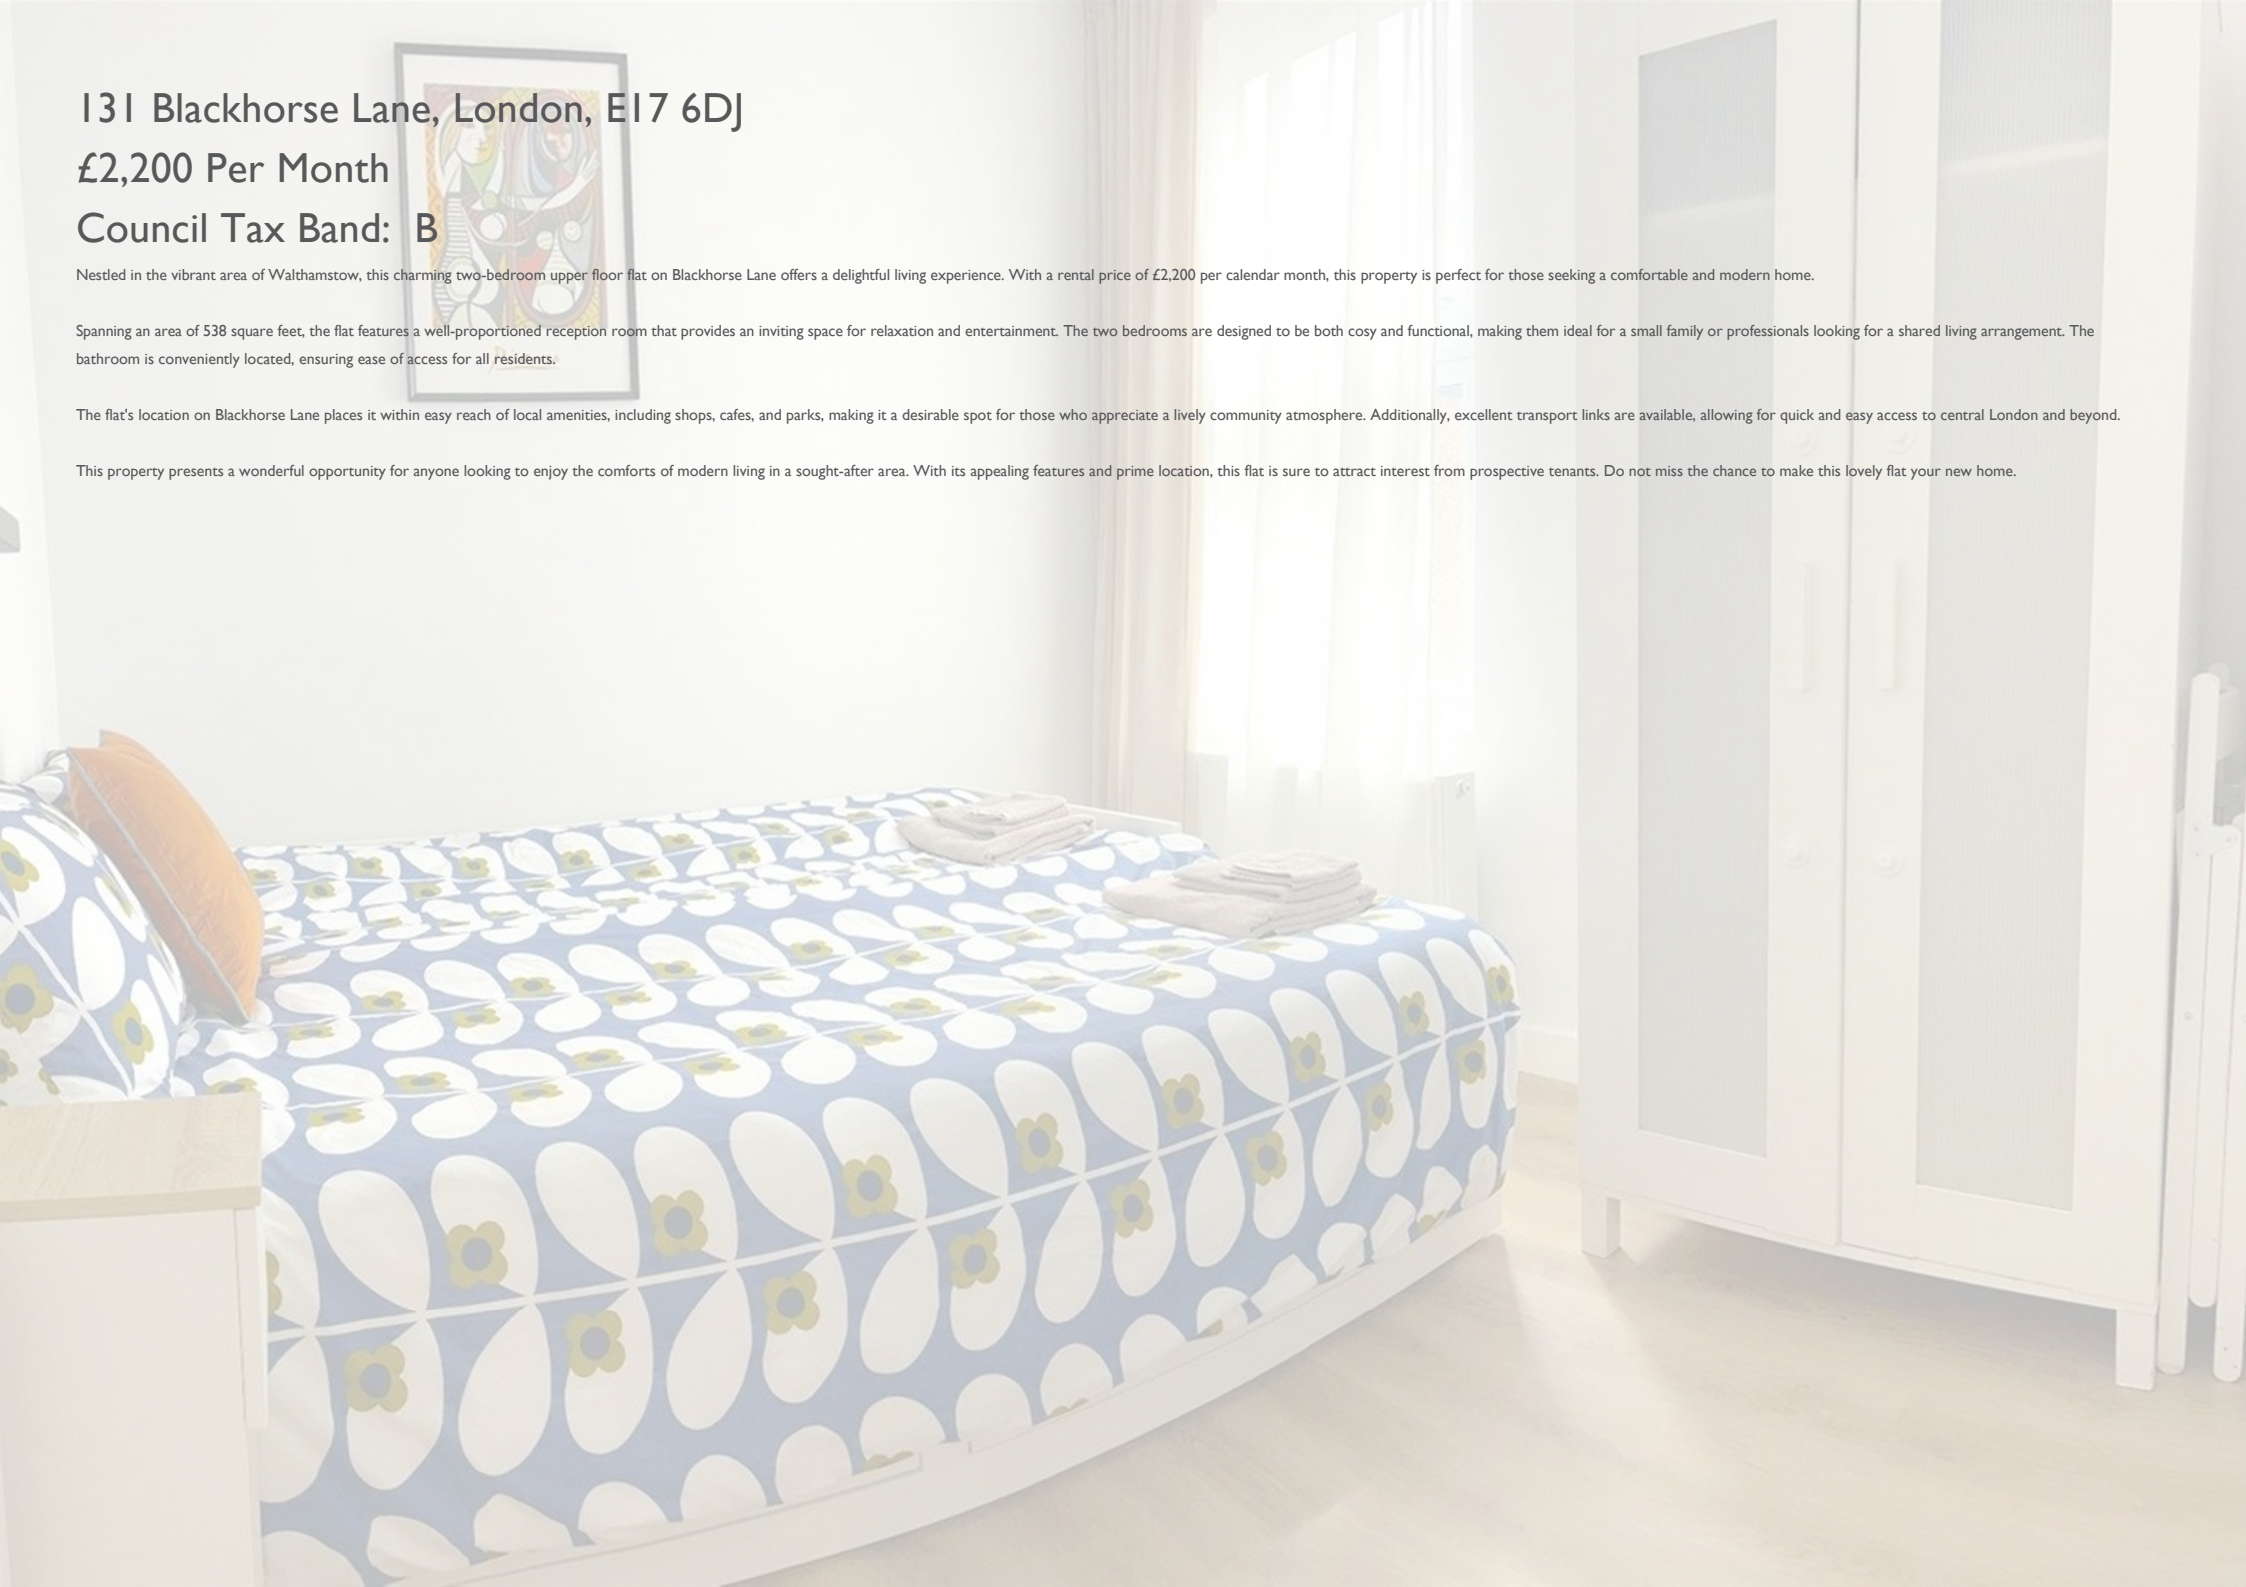 131 Blackhorse Lane, London, E17 6DJ
£2,200 Per Month
Council Tax Band: B
Nestled in the vibrant area of Walthamstow, this charming two-bedroom upper floor flat on Blackhorse Lane offers a delightful living experience. With a rental price of £2,200 per calendar month, this property is perfect for those seeking a comfortable and modern home.
Spanning an area of 538 square feet, the flat features a well-proportioned reception room that provides an inviting space for relaxation and entertainment. The two bedrooms are designed to be both cosy and functional, making them ideal for a small family or professionals looking for a shared living arrangement. The
bathroom is conveniently located, ensuring ease of access for all residents.
The flat's location on Blackhorse Lane places it within easy reach of local amenities, including shops, cafes, and parks, making it a desirable spot for those who appreciate a lively community atmosphere. Additionally, excellent transport links are available, allowing for quick and easy access to central London and beyond.
This property presents a wonderful opportunity for anyone looking to enjoy the comforts of modern living in a sought-after area. With its appealing features and prime location, this flat is sure to attract interest from prospective tenants. Do not miss the chance to make this lovely flat your new home.